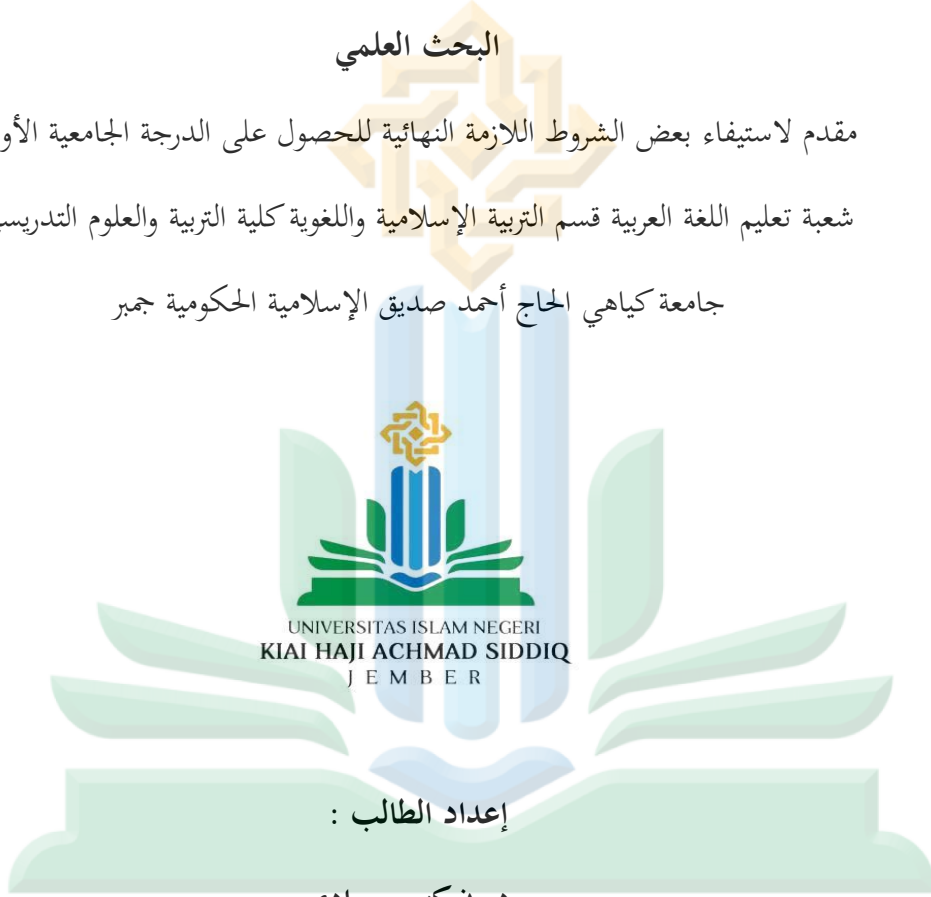 البحث العلمي
مقدم لاستيفاء بعض الشروط اللازمة النهائية للحصول على الدرجة الجامعية الأو
شعبة تعليم اللغة العربية قسم التربية الإسلامية واللغوية كلية التربية والعلوم التدريس
جامعة كياهي الحاج أحمد صديق الإسلامية الحكومية جمبر
UNIVERSITAS ISLAM NEGERI
KIAI HAJI ACHMAD SIDDIQ
JEMBER
إعداد الطالب :